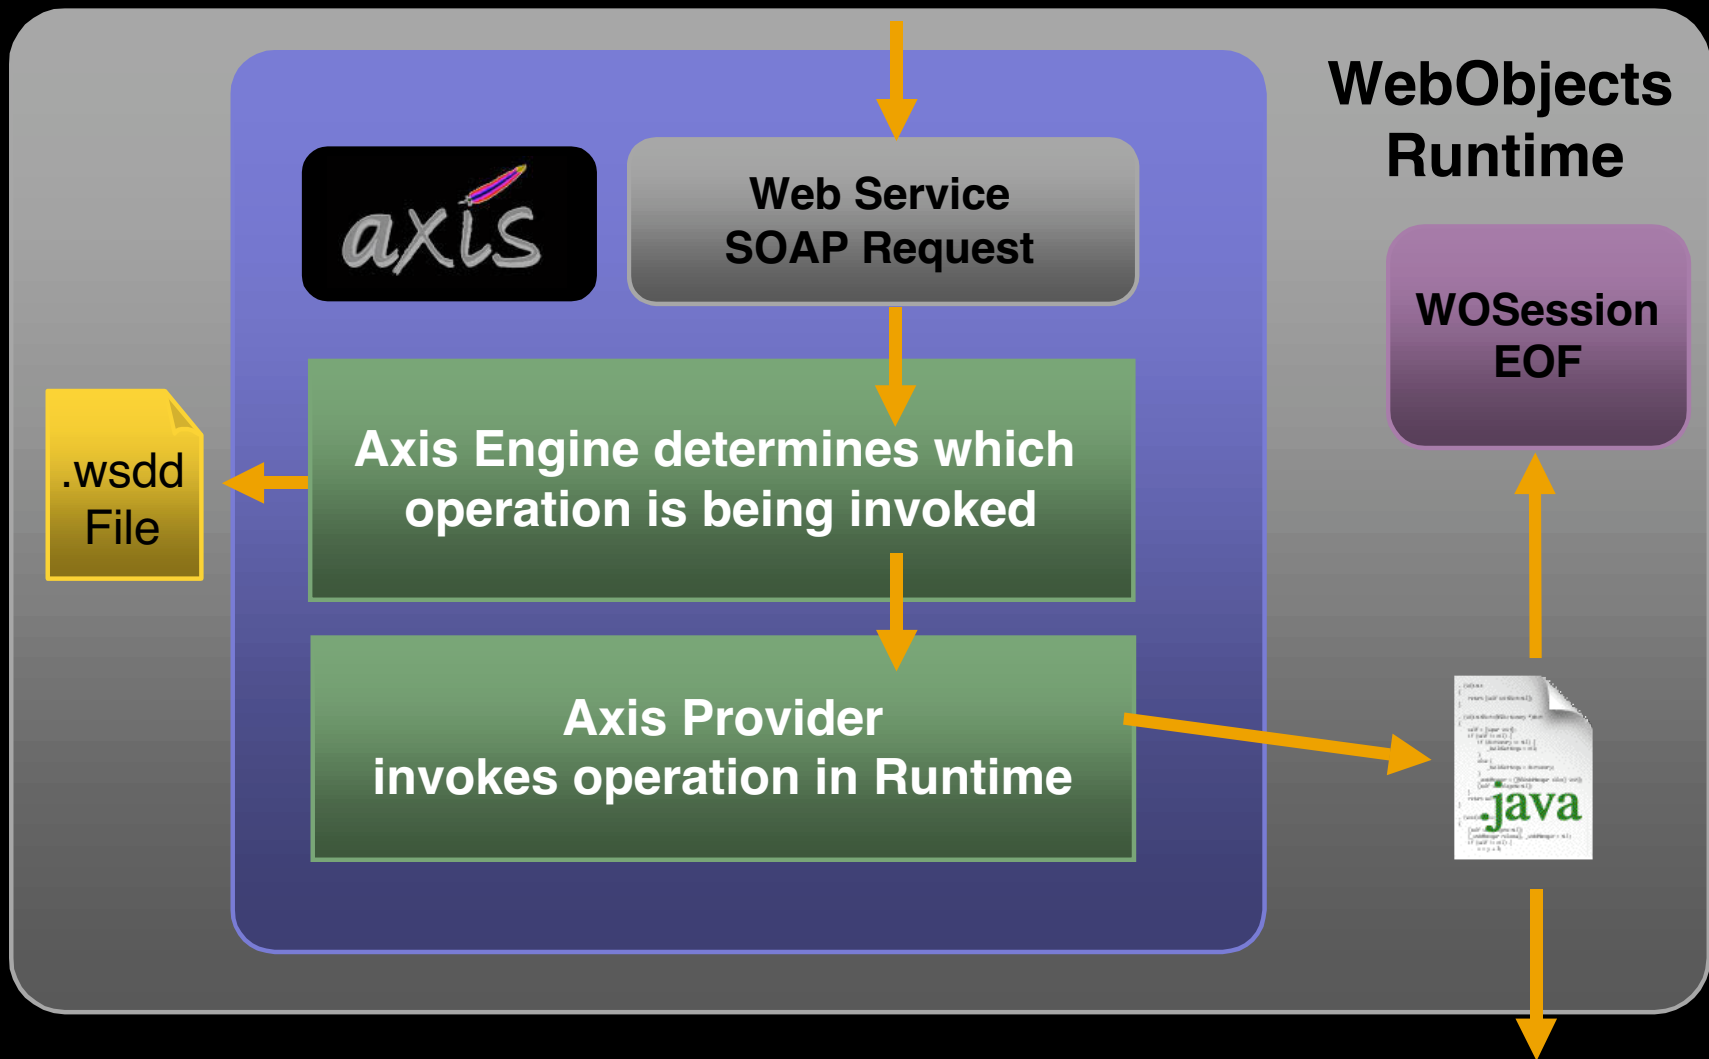 WebObjects
Runtime
axis
Web Service
SOAP Request
WOSession
EOF
Axis Engine determines which
operation is being invoked
.wsdd
File
Axis Provider
invokes operation in Runtime
.java